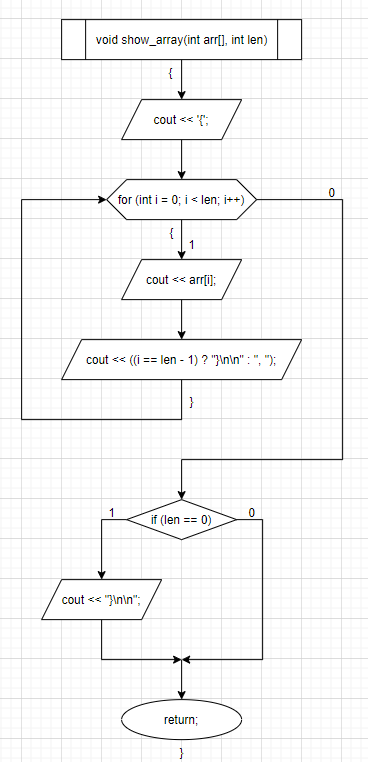 void show_array(int arr[], int len)
{
cout << '{';
for (int i = 0; i < len; i++)
0
{
1
cout << arr[i];
cout << ((i == len - 1) ? "}\n\n" : ", ");
}
1
if (len == 0)
0
cout << "}\n\n";
return;
}